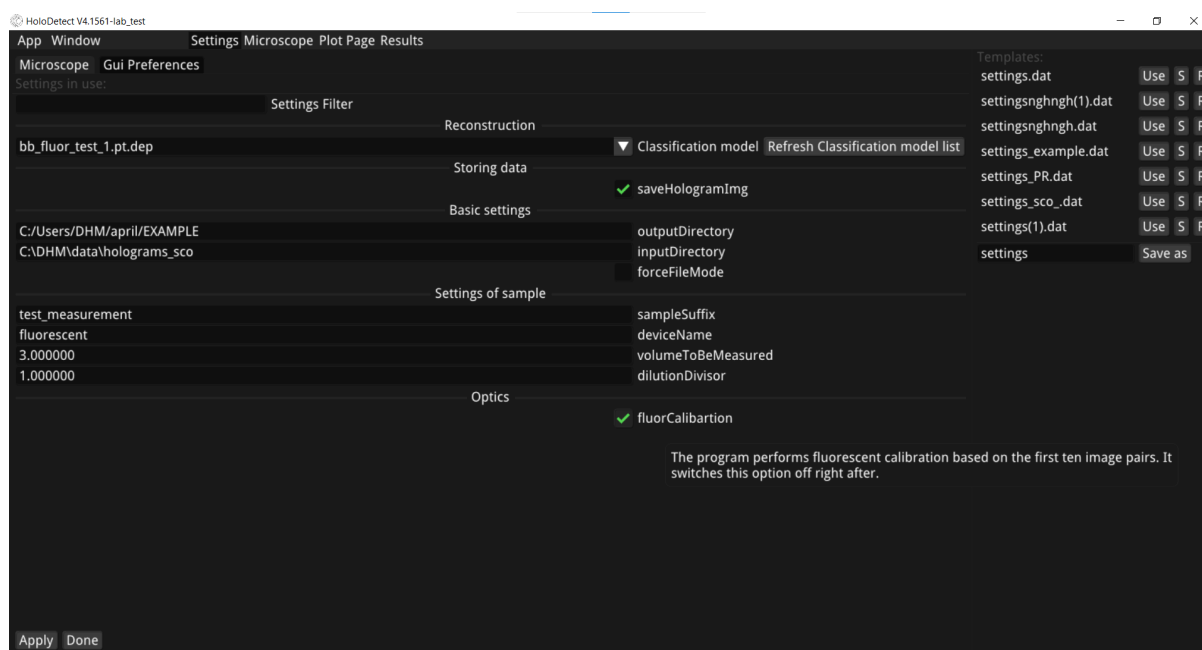 HoloDetect V4.1561-lab_test
App Window Settings Microscope Plot Page Results
Microscope Gui Preferences
Settings in use:
Settings Filter
Reconstruction
bb_fluor_test_1.pt.dep Classification model Refresh Classification model list
Storing data
saveHologramImg
Basic settings
C:/Users/DHM/april/EXAMPLE outputDirectory
C:\DHM\data\holograms_sco inputDirectory
forceFileMode
Settings of sample
test_measurement sampleSuffix
fluorescent deviceName
3.000000 volumeToBeMeasured
1.000000 dilutionDivisor
Optics
fluorCalibartion
The program performs fluorescent calibration based on the first ten image pairs. It
switches this option off right after.
Templates:
settings.dat Use S
settingsnghngh(1).dat Use S
settingsnghngh.dat Use S
settings_example.dat Use S
settings_PR.dat Use S
settings_sco_.dat Use S
settings(1).dat Use S
settings Save as
Apply Done